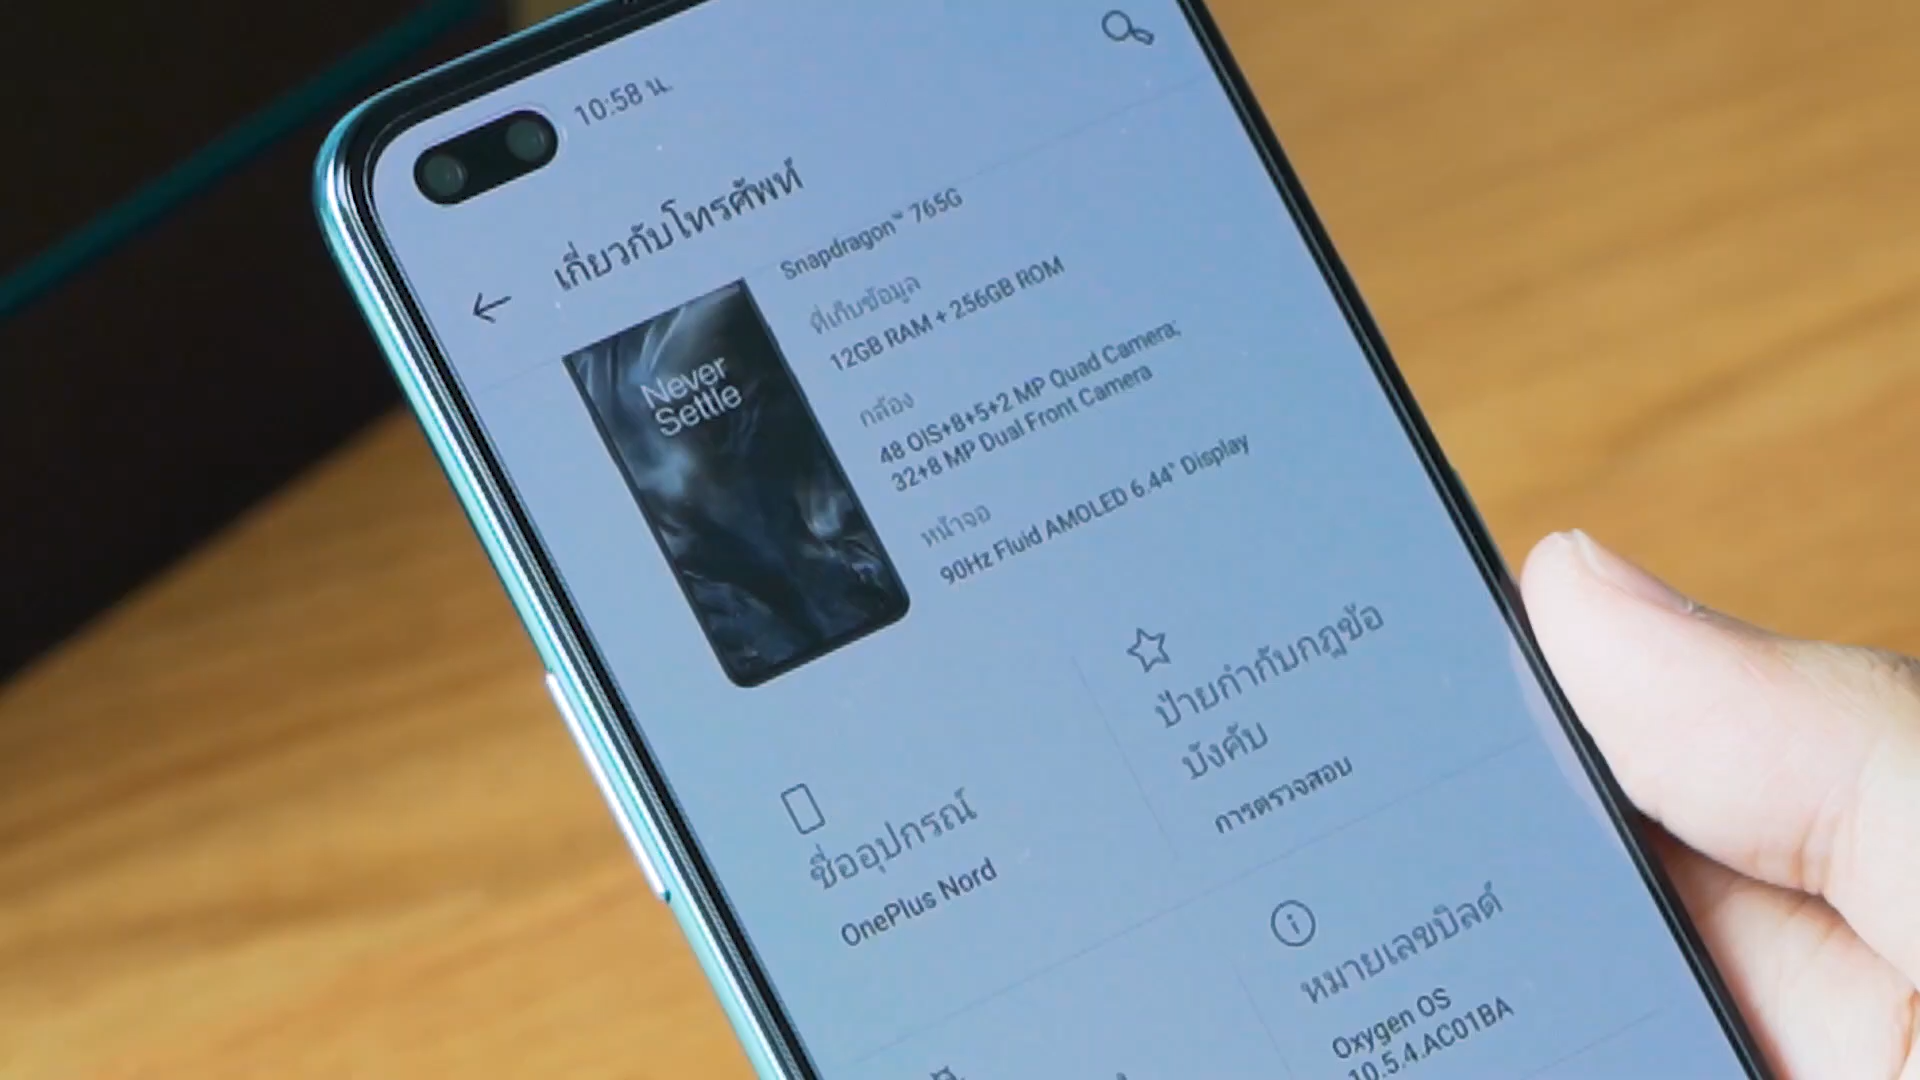 10:58 น.
เกี่ยวกับโทรศัพท์
Never
Settle
Snapdragon™ 765G
ที่เก็บข้อมูล
12GB RAM + 256GB ROM
กล้อง
48 OIS+8+5+2 MP Quad Camera;
32+8 MP Dual Front Camera
หน้าจอ
90Hz Fluid AMOLED 6.44" Display
ชื่ออุปกรณ์
OnePlus Nord
ป้ายกำกับกฎข้อ
บังคับ
การตรวจสอบ
หมายเลขบิลด์
Oxygen OS
10.5.4.AC01BA